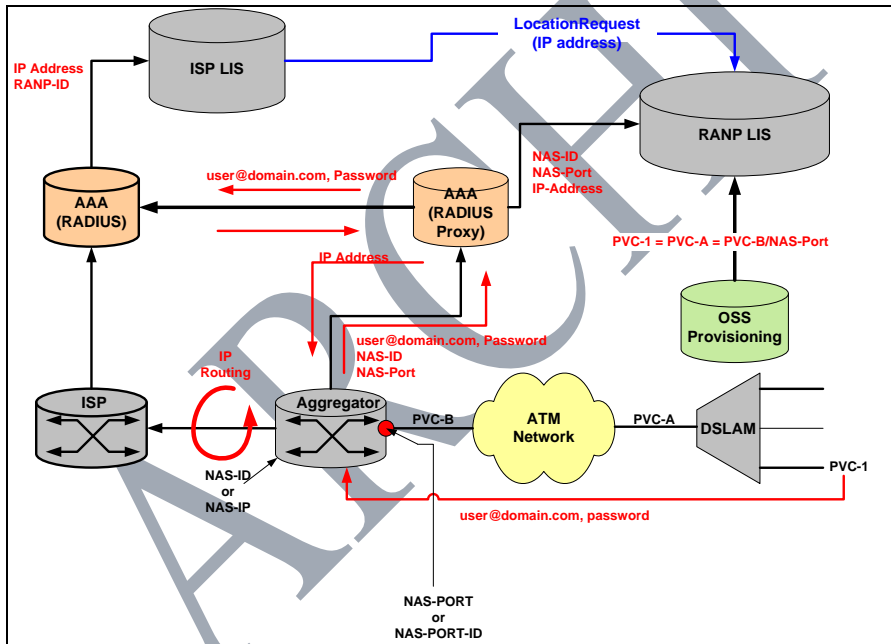 LocationRequest
(IP address)
ISP LIS
IP Address
RANP-ID
RANP LIS
NAS-ID
NAS-Port
IP-Address
user@domain.com, Password
AAA
(RADIUS)
AAA
(RADIUS
Proxy)
PVC-1 = PVC-A = PVC-B/NAS-Port
IP Address
OSS
Provisioning
user@domain.com, Password
NAS-ID
NAS-Port
IP
Routing
ISP
Aggregator
PVC-B
ATM
Network
PVC-A
DSLAM
PVC-1
NAS-ID
or
NAS-IP
user@domain.com, password
NAS-PORT
or
NAS-PORT-ID
ARCHI